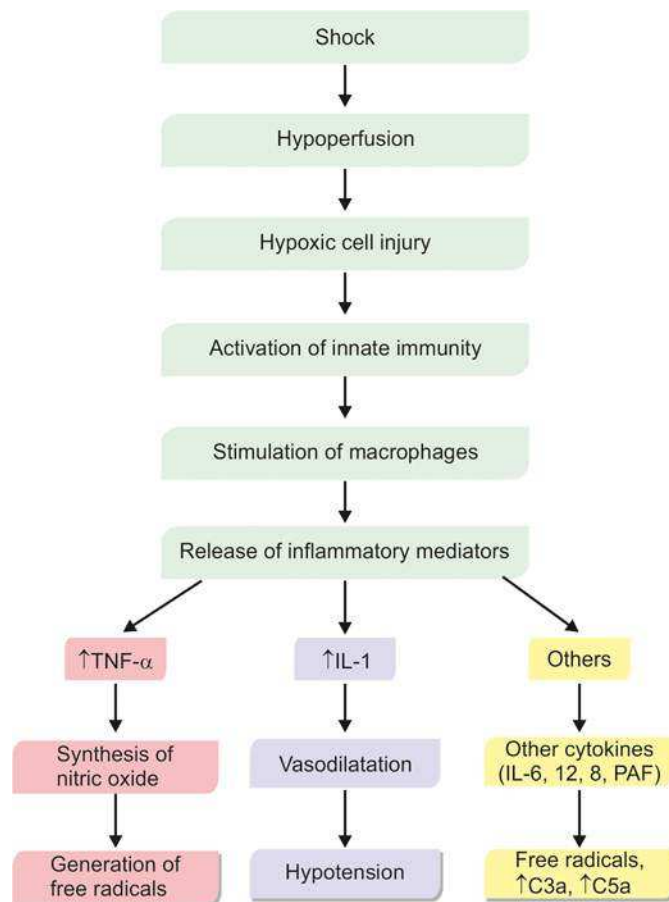 Shock
Hypoperfusion
Hypoxic cell injury
Activation of innate immunity
Stimulation of macrophages
Release of inflammatory mediators
↑TNF-α
↑IL-1
Others
Synthesis of
nitric oxide
Vasodilatation
Other cytokines
(IL-6, 12, 8, PAF)
Generation of
free radicals
Hypotension
Free radicals,
↑C3a, ↑C5a